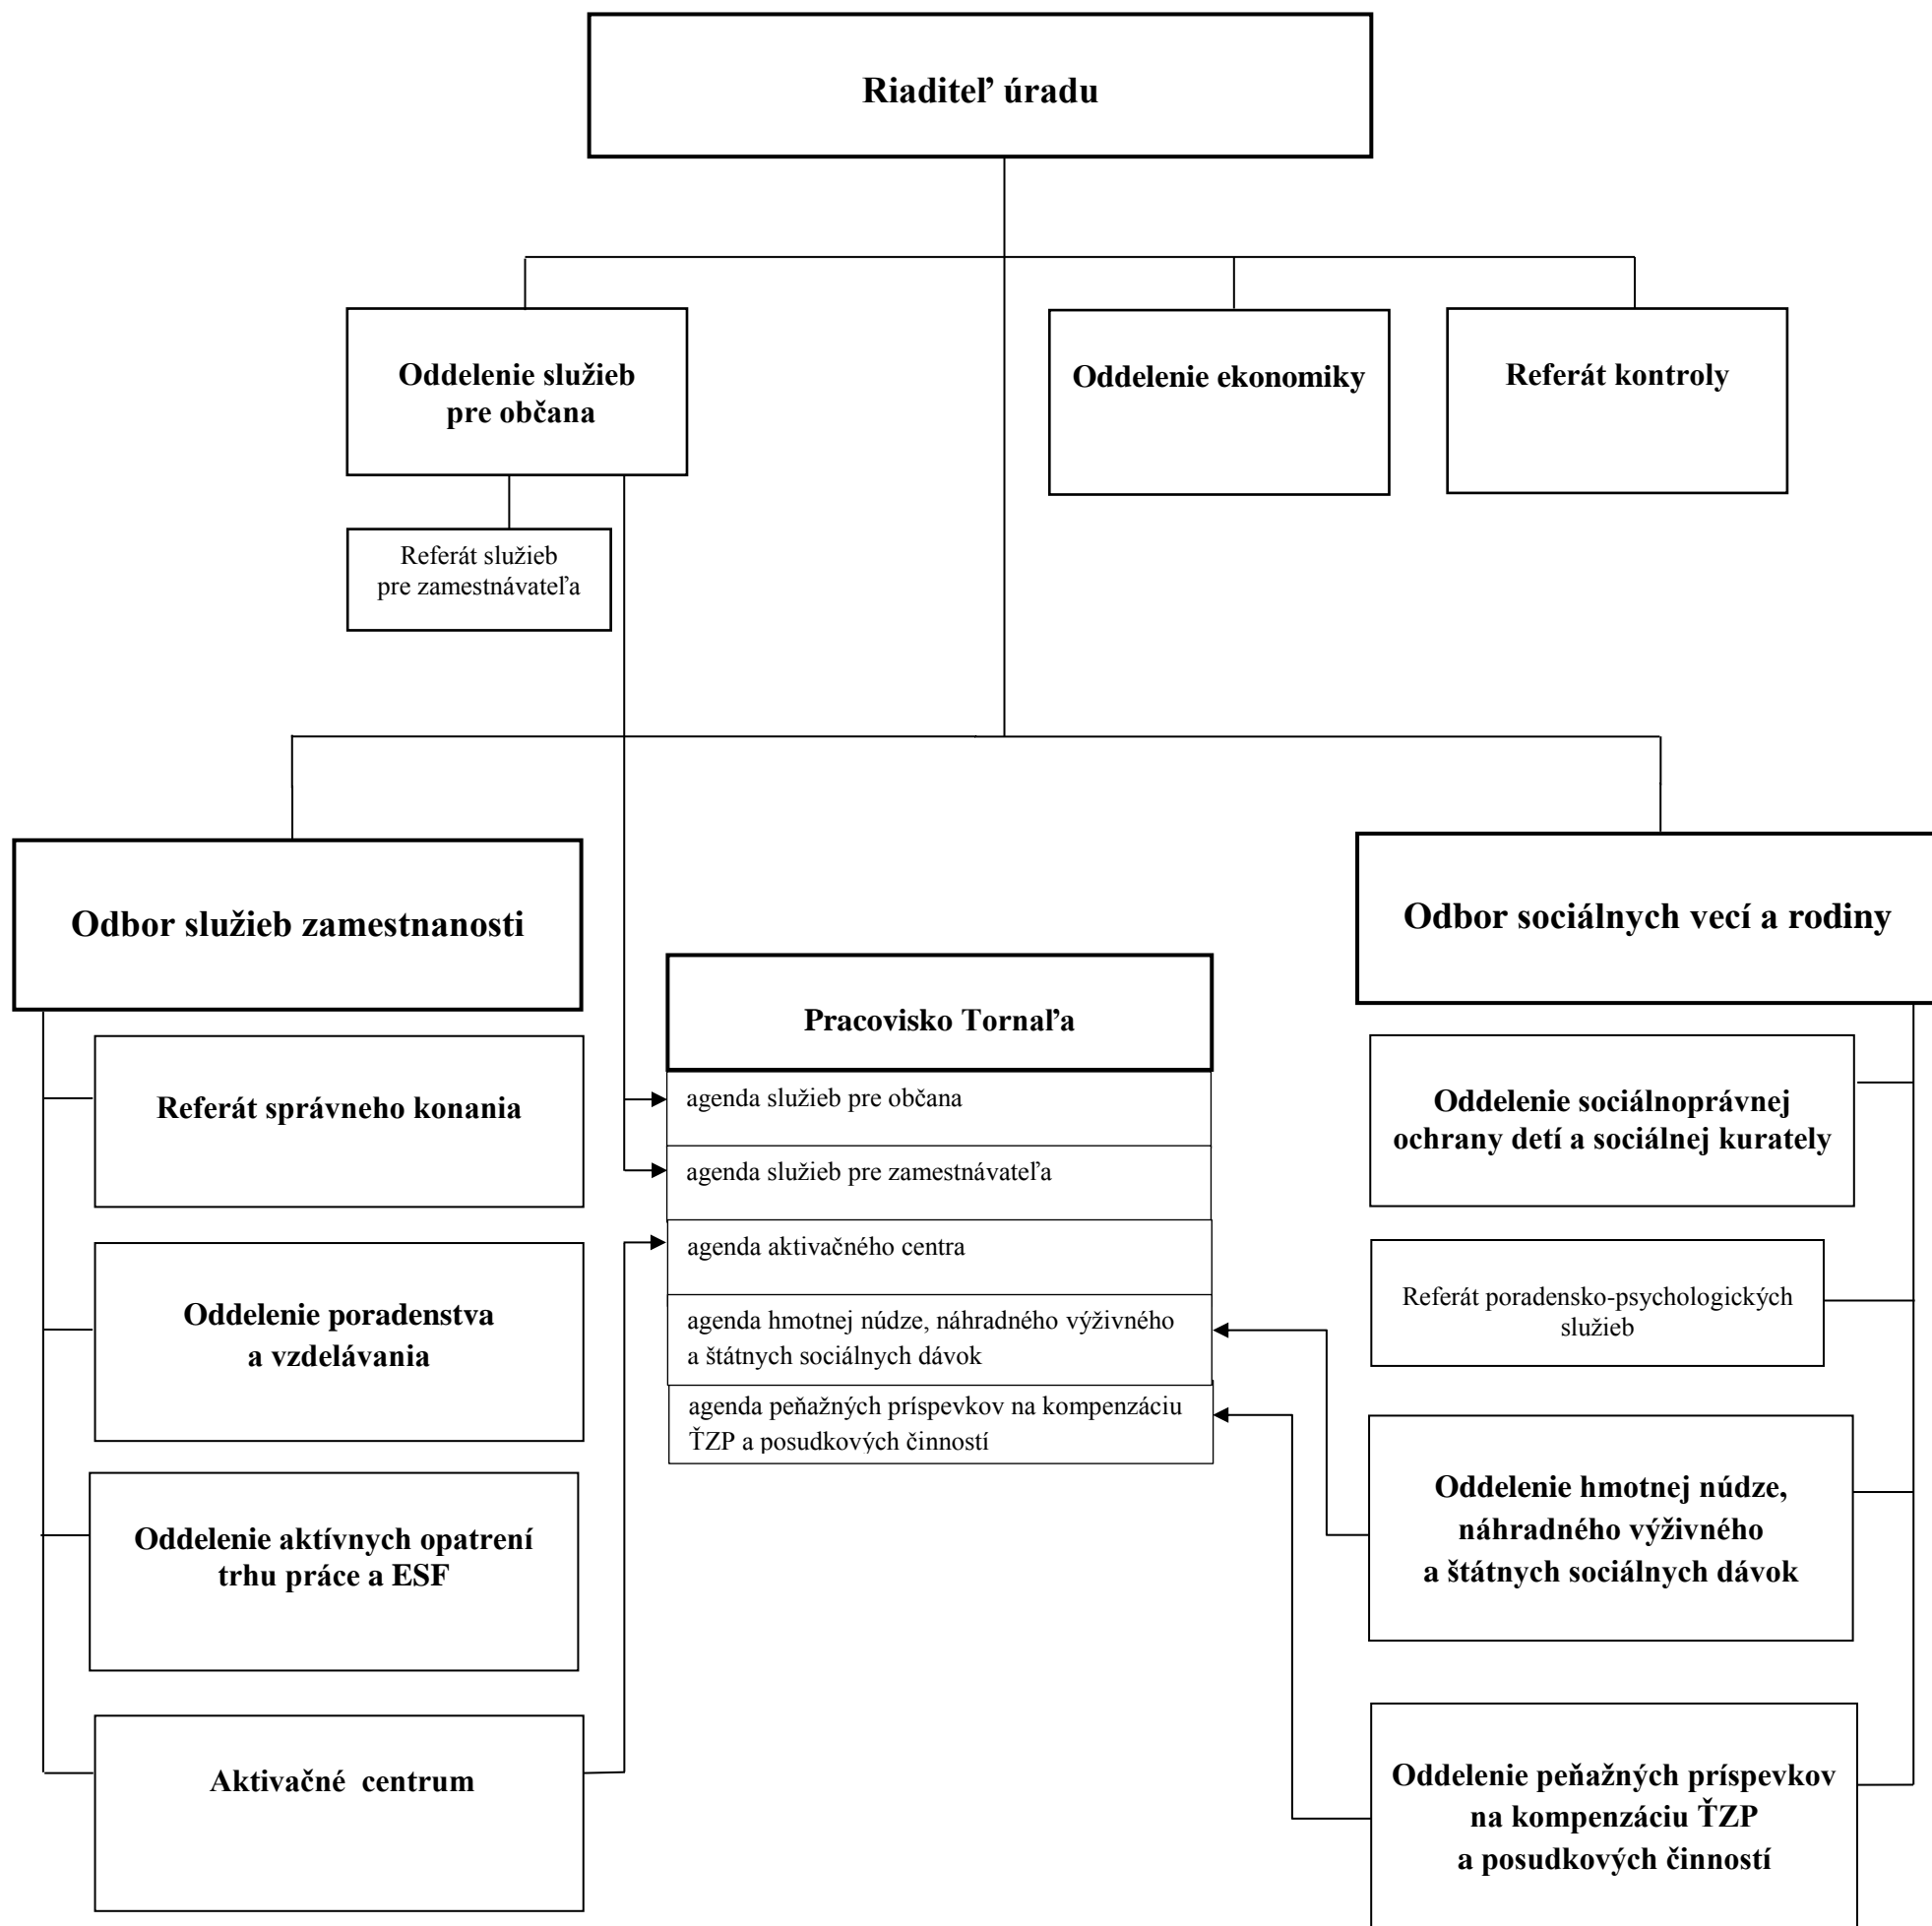 Riaditeľ úradu
Oddelenie služieb
pre občana
Oddelenie ekonomiky
Referát kontroly
Referát služieb
pre zamestnávateľa
Odbor služieb zamestnanosti
Odbor sociálnych vecí a rodiny
Pracovisko Tornaľa
agenda služieb pre občana
agenda služieb pre zamestnávateľa
agenda aktivačného centra
agenda hmotnej núdze, náhradného výživného
a štátnych sociálnych dávok
agenda peňažných príspevkov na kompenzáciu
ŤZP a posudkových činností
Referát správneho konania
Oddelenie poradenstva
a vzdelávania
Oddelenie aktívnych opatrení
trhu práce a ESF
Aktivačné  centrum
Oddelenie sociálnoprávnej
ochrany detí a sociálnej kurately
Referát poradensko-psychologických
služieb
Oddelenie hmotnej núdze,
náhradného výživného
a štátnych sociálnych dávok
Oddelenie peňažných príspevkov
na kompenzáciu ŤZP
a posudkových činností